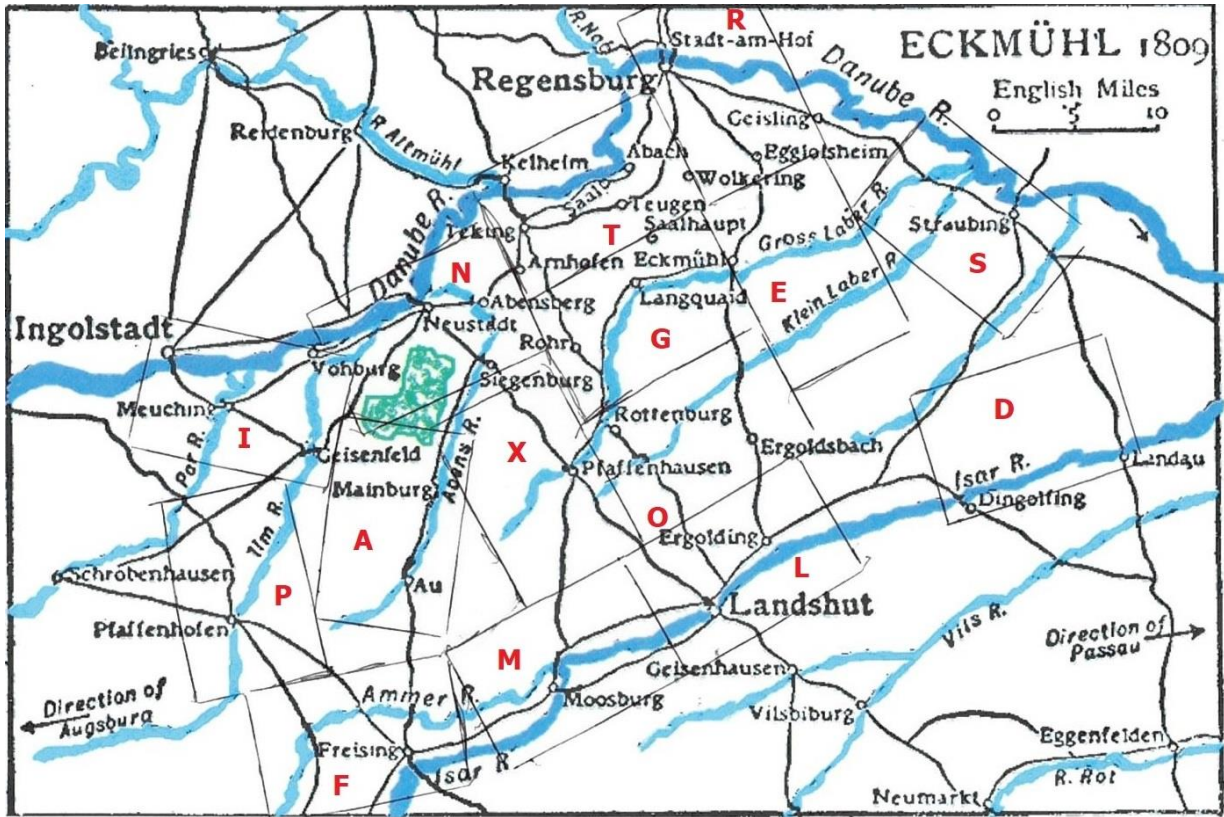 ECKMÜHL 1809
English Miles
0 5 10
R
R. Nab
Stadt-am-Hof
Danube R.
Beilngries
Regensburg
Geisling
Riedenburg
R. Altmühl
Kelheim
Abach
Egglolsheim
Wolkering
Saale
Teugen
Gross Laber R.
Straubing
Danube R.
Teking
T
Saalhaupt
N
Arnhofen
Eckmühl
S
Klein Laber R
E
Abensberg
Langquaid
Ingolstadt
Neustadt
G
Rohr
Vohburg
Siegenburg
Meuching
Rottenburg
D
I
X
Ergoldsbach
Par R.
Geisenfeld
Pfaffenhausen
Landau
Mainburg
Abens R.
Isar R.
Dingolfing
Ilm R.
O
A
Ergolding
Schrobenhausen
L
P
Au
Landshut
Pfaffenhofen
Vils R.
Direction of
Passau
M
Geisenhausen
Direction of
Augsburg
Ammer R.
Moosburg
Vilsbiburg
Freising
Eggenfelden
Isar R
F
R. Rot
Neumarkt